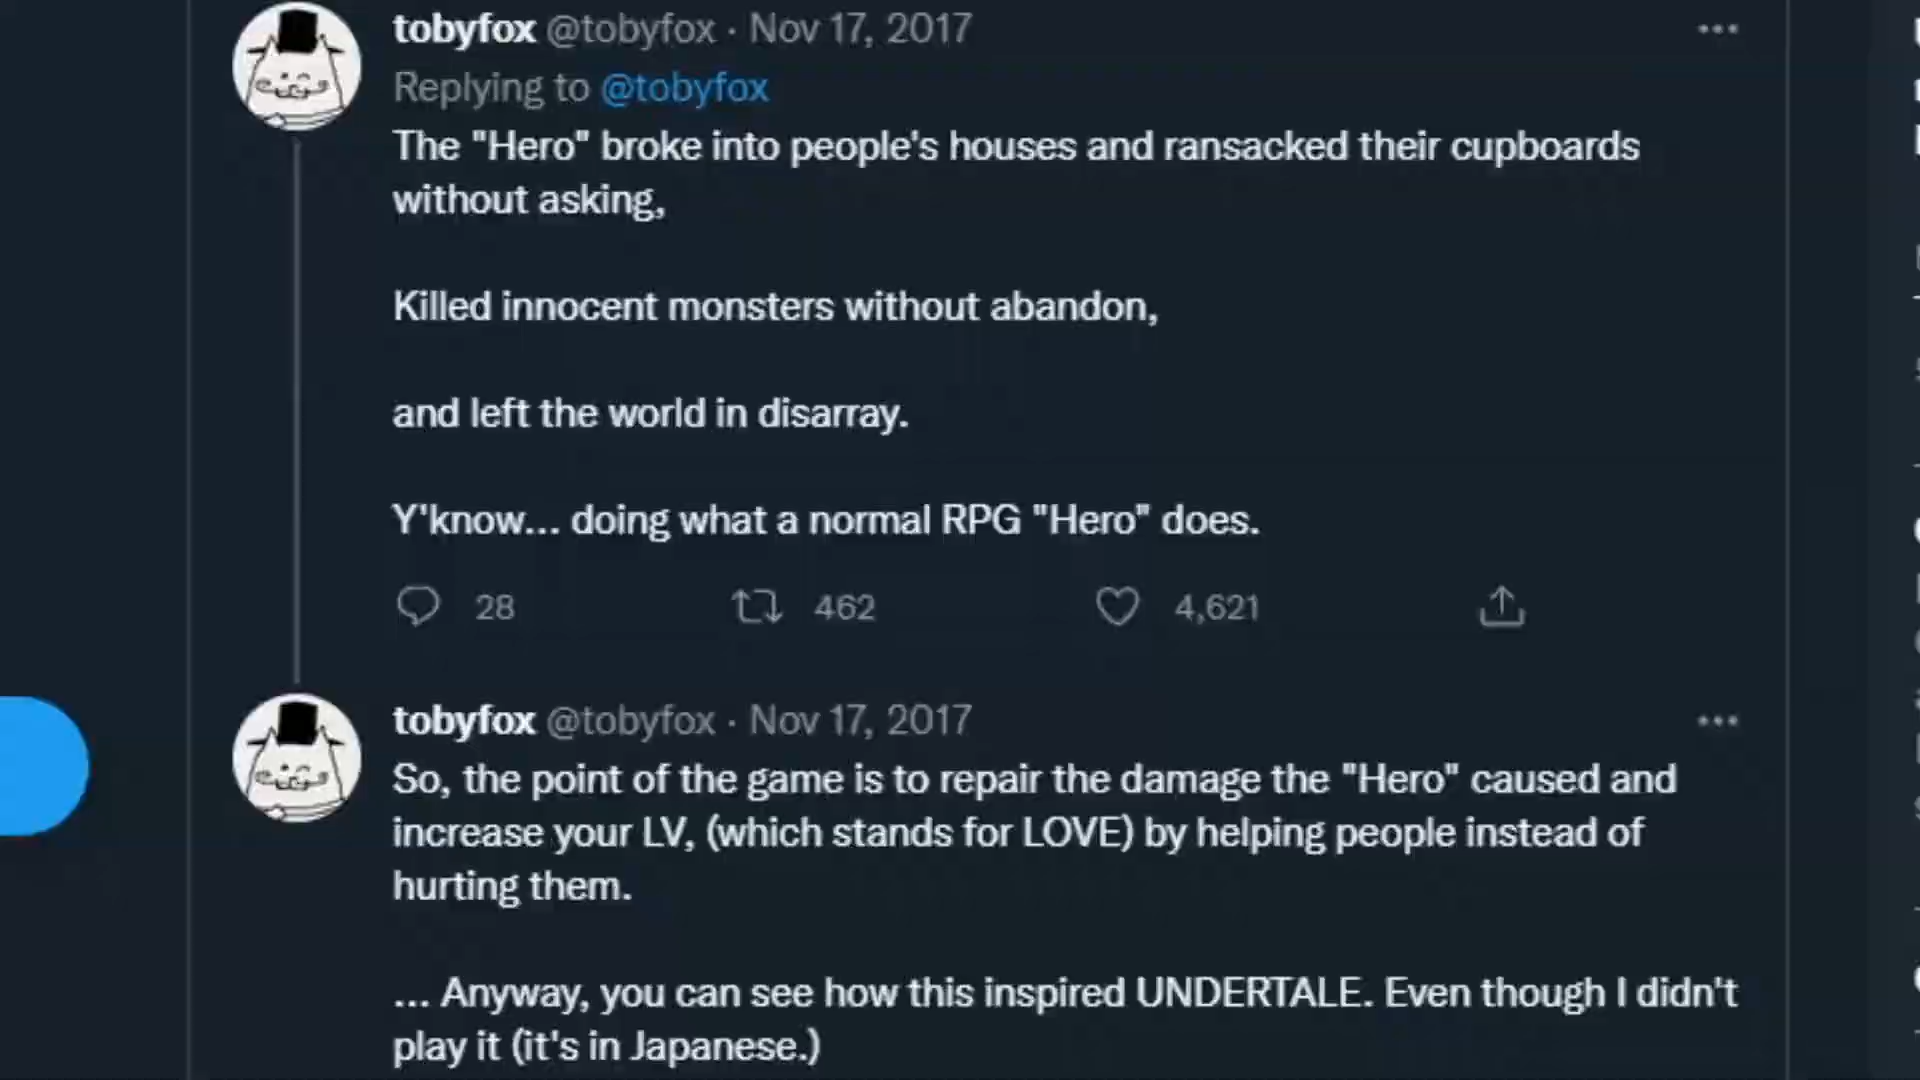 tobyfox @tobyfox · Nov 17, 2017
Replying to @tobyfox
The "Hero" broke into people's houses and ransacked their cupboards
without asking,
Killed innocent monsters without abandon,
and left the world in disarray.
Y'know... doing what a normal RPG "Hero" does.
28 462 4,621
tobyfox @tobyfox · Nov 17, 2017
So, the point of the game is to repair the damage the "Hero" caused and
increase your LV, (which stands for LOVE) by helping people instead of
hurting them.
... Anyway, you can see how this inspired UNDERTALE. Even though I didn't
play it (it's in Japanese.)